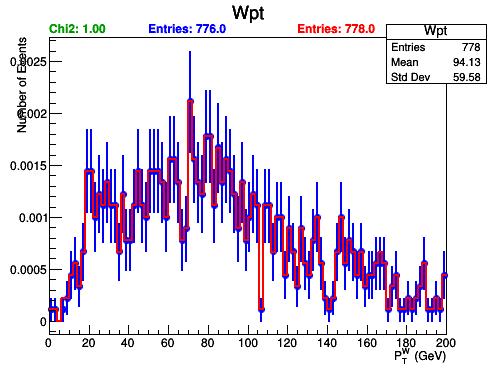 Wpt
Chi2: 1.00 Entries: 776.0 Entries: 778.0
Wpt
Entries 778
Mean 94.13
Std Dev 59.58
Number of Events
0.0025
0.002
0.0015
0.001
0.0005
0
0 20 40 60 80 100 120 140 160 180 200
P_T^W (GeV)